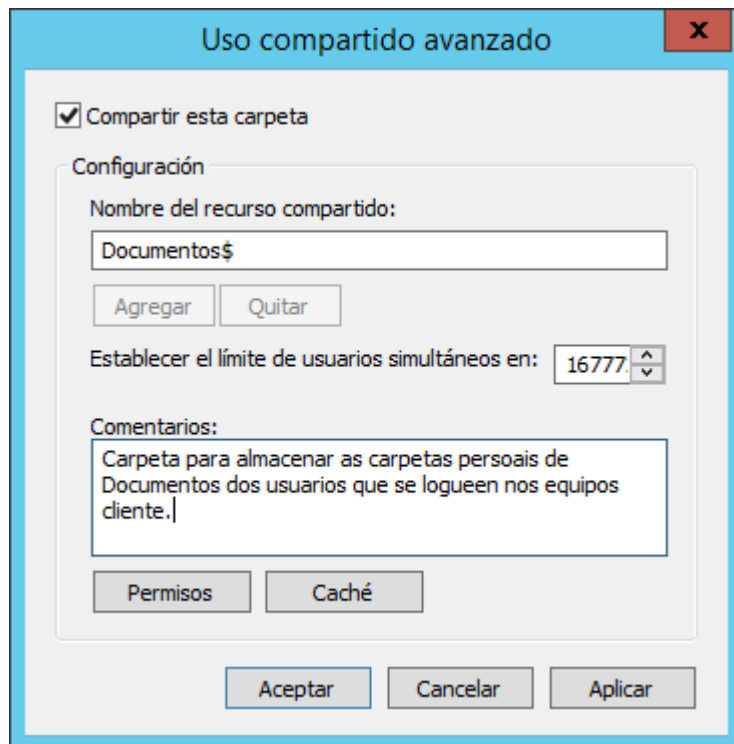 Uso compartido avanzado
x
Compartir esta carpeta
Configuración
Nombre del recurso compartido:
Documentos$
Agregar
Quitar
Establecer el límite de usuarios simultáneos en:
16777
Comentarios:
Carpeta para almacenar as carpetas persoais de
Documentos dos usuarios que se logueen nos equipos
cliente.
Permisos
Caché
Aceptar
Cancelar
Aplicar